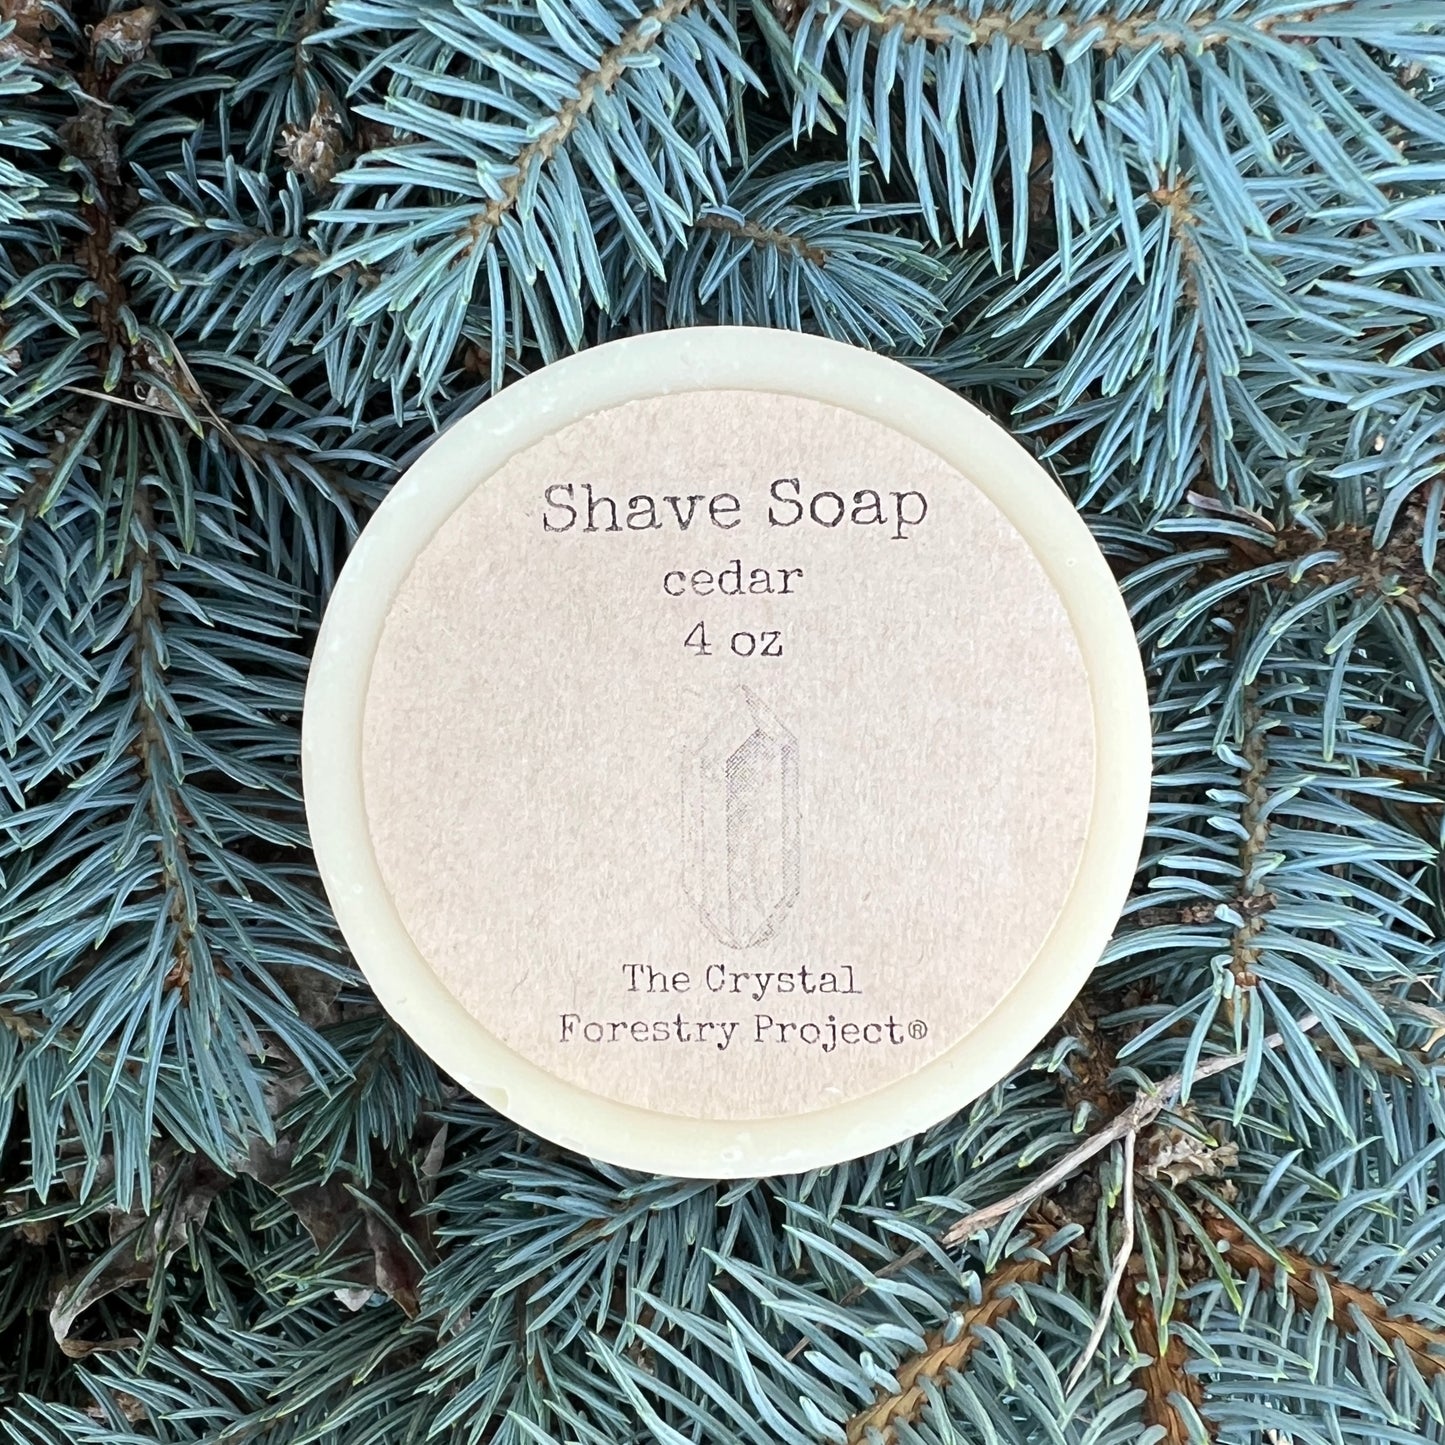 Shave Soap
cedar
4 oz
The Crystal
Forestry Project®